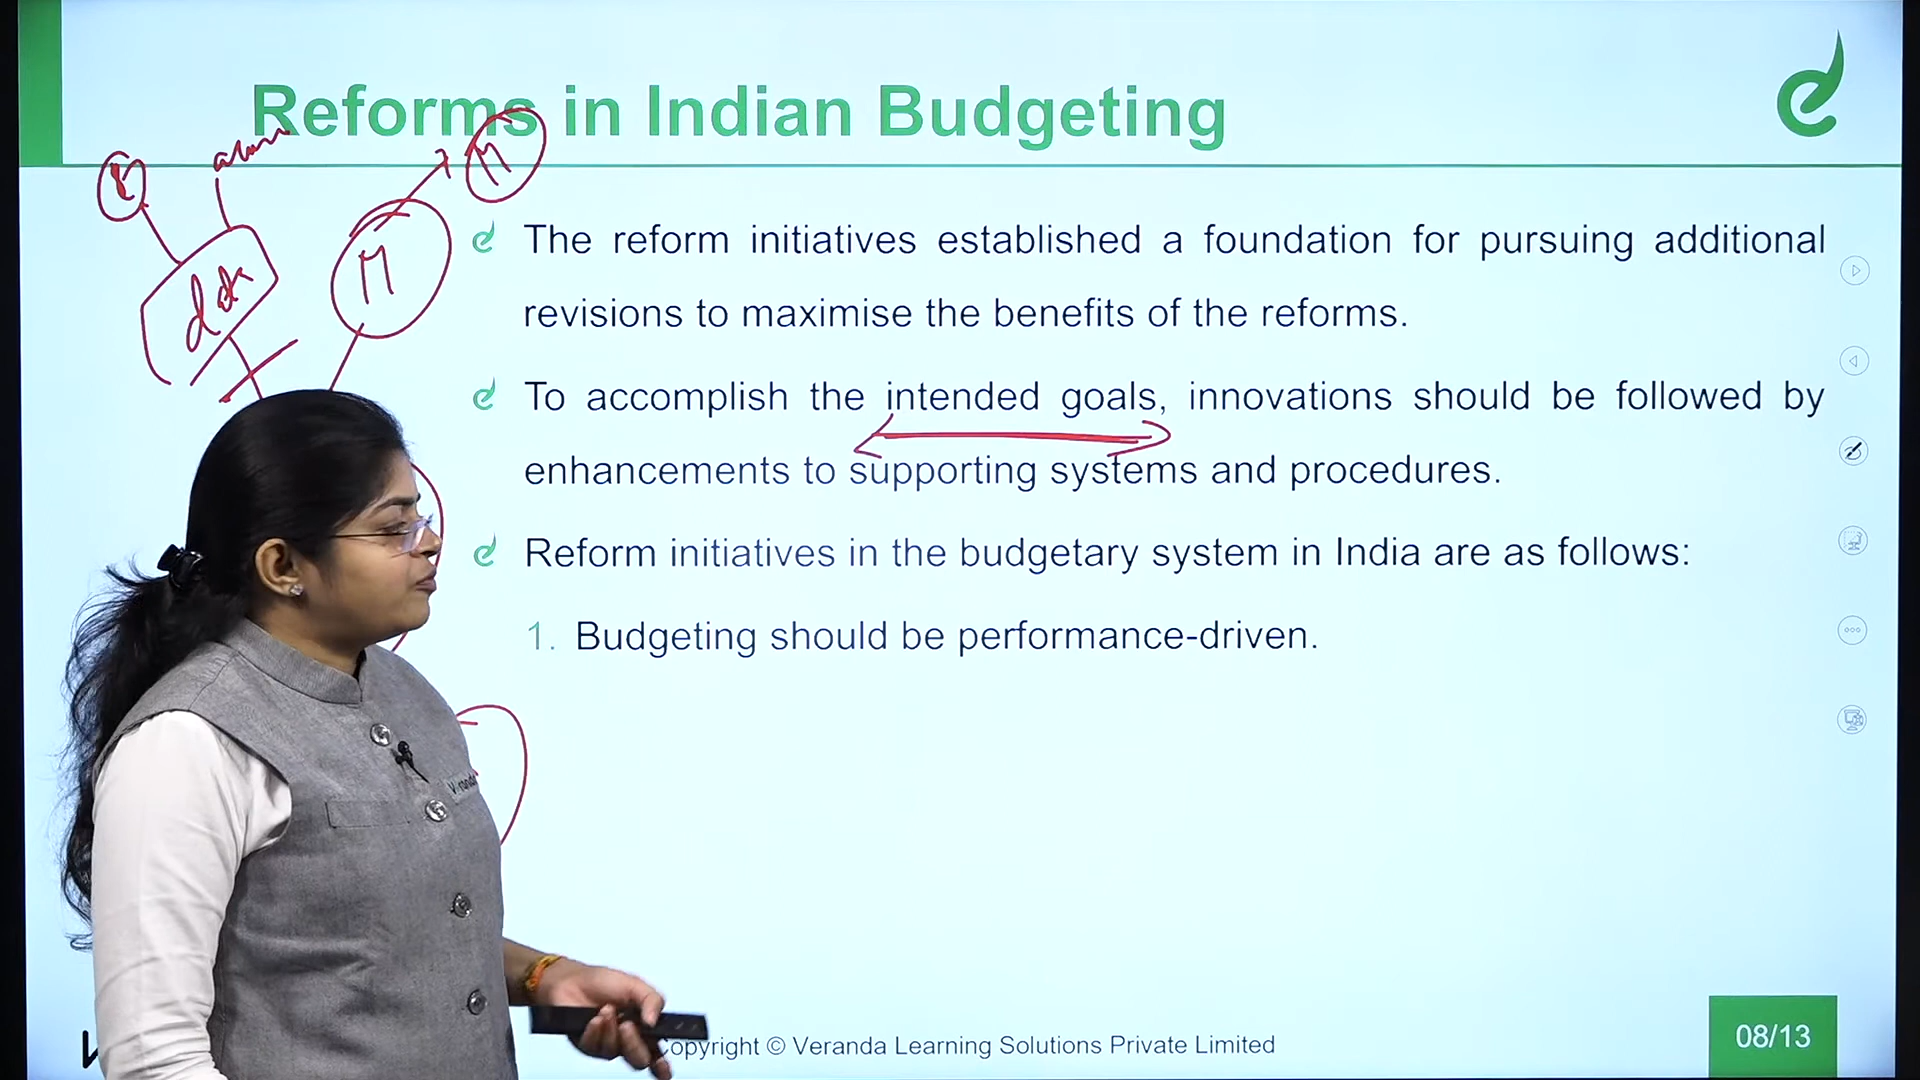 Reforms in Indian Budgeting
The reform initiatives established a foundation for pursuing additional
revisions to maximise the benefits of the reforms.
To accomplish the intended goals, innovations should be followed by
enhancements to supporting systems and procedures.
Reform initiatives in the budgetary system in India are as follows:
1. Budgeting should be performance-driven.
M
M
opyright © Veranda Learning Solutions Private Limited
08/13